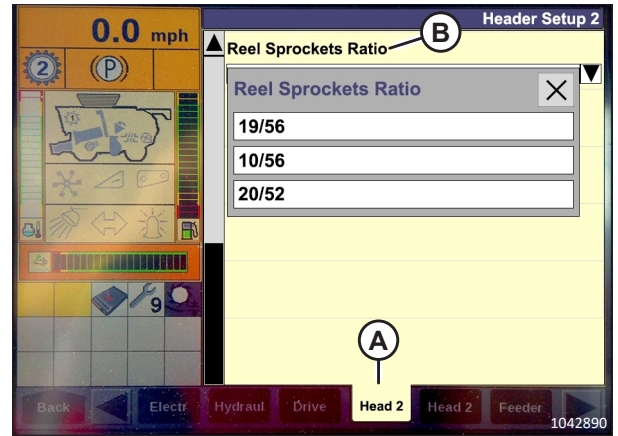 Header Setup 2
0.0 mph
B
Reel Sprockets Ratio
2
(P)
Reel Sprockets Ratio
19/56
10/56
20/52
9
A
Back
Electr
Hydraul
Drive
Head 2
Head 2
Feeder
1042890